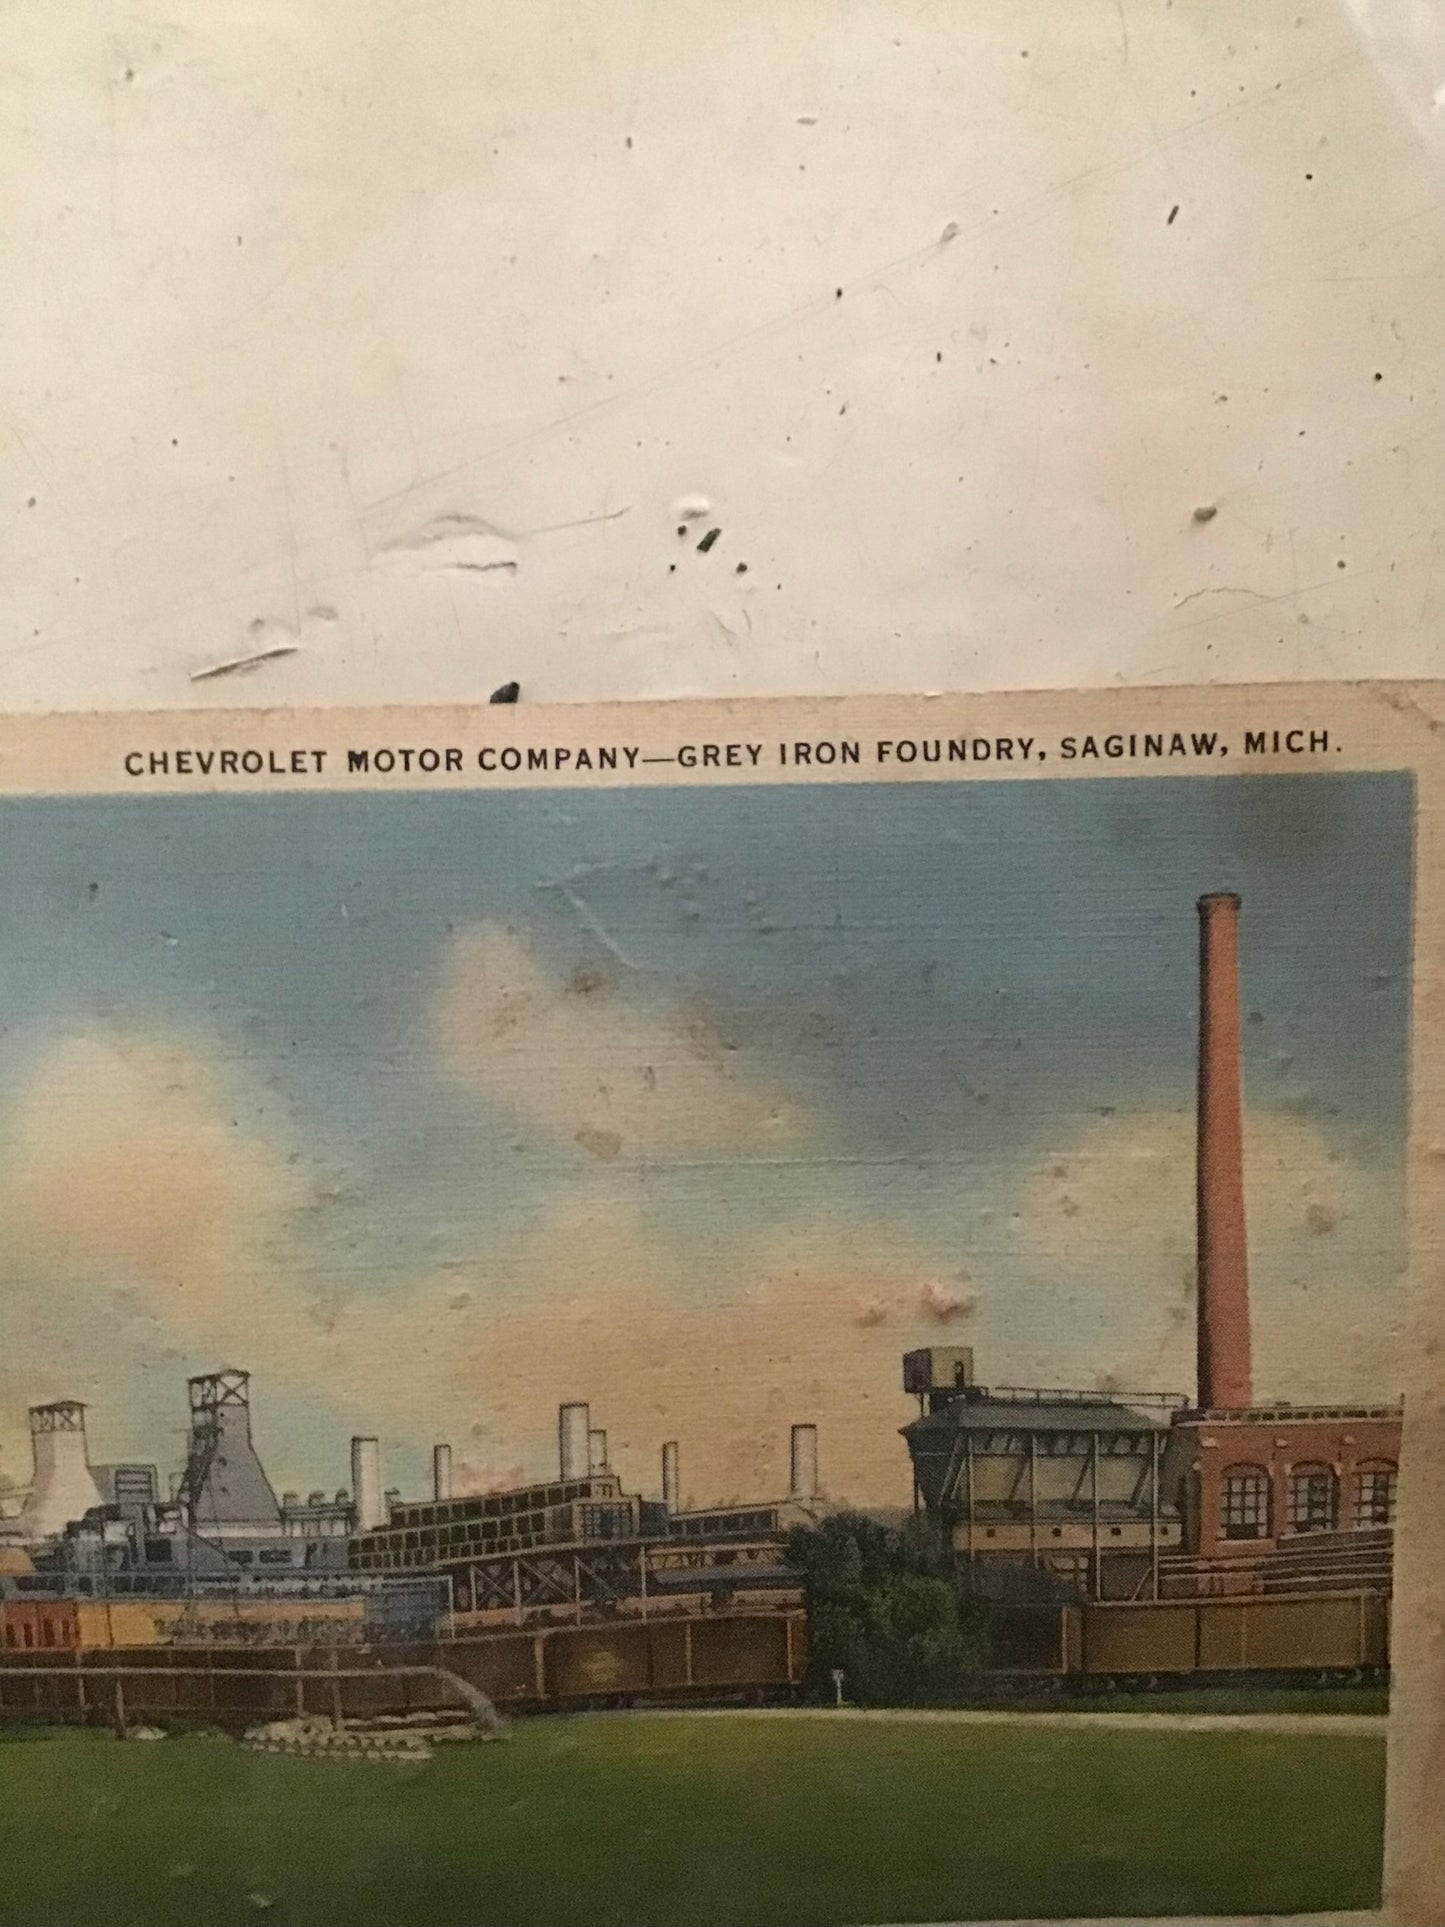 CHEVROLET MOTOR COMPANY—GREY IRON FOUNDRY, SAGINAW, MICH.